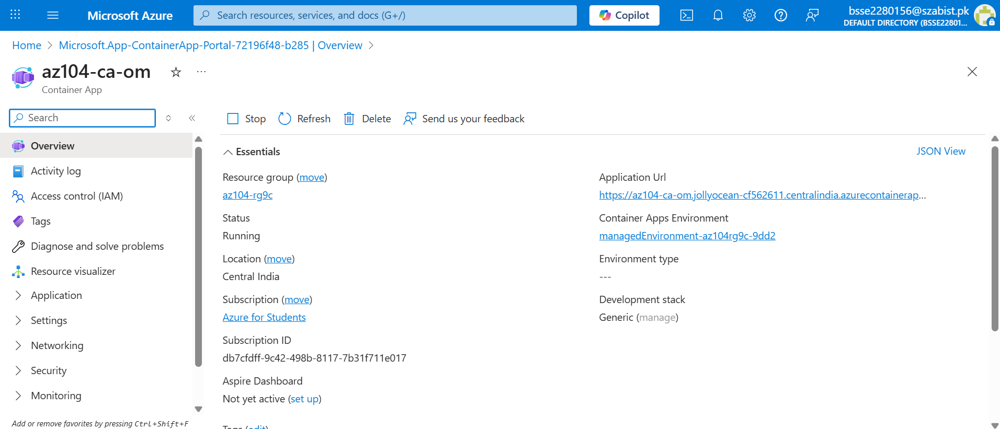 Microsoft Azure
Search resources, services, and docs (G+/)
Copilot
bsse2280156@szabist.pk
DEFAULT DIRECTORY (BSSE22801...
Home > Microsoft.App-ContainerApp-Portal-72196f48-b285 | Overview >
az104-ca-om
Container App
Search
Stop
Refresh
Delete
Send us your feedback
Overview
Activity log
Access control (IAM)
Tags
Diagnose and solve problems
Resource visualizer
Application
Settings
Networking
Security
Monitoring
Add or remove favorites by pressing Ctrl+Shift+F
Essentials
JSON View
Resource group (move)
az104-rg9c
Status
Running
Location (move)
Central India
Subscription (move)
Azure for Students
Subscription ID
db7cfdff-9c42-498b-8117-7b31f711e017
Aspire Dashboard
Not yet active (set up)
Tags (edit)
Application Url
https://az104-ca-om.jollyocean-cf562611.centralindia.azurecontainerap...
Container Apps Environment
managedEnvironment-az104rg9c-9dd2
Environment type
---
Development stack
Generic (manage)